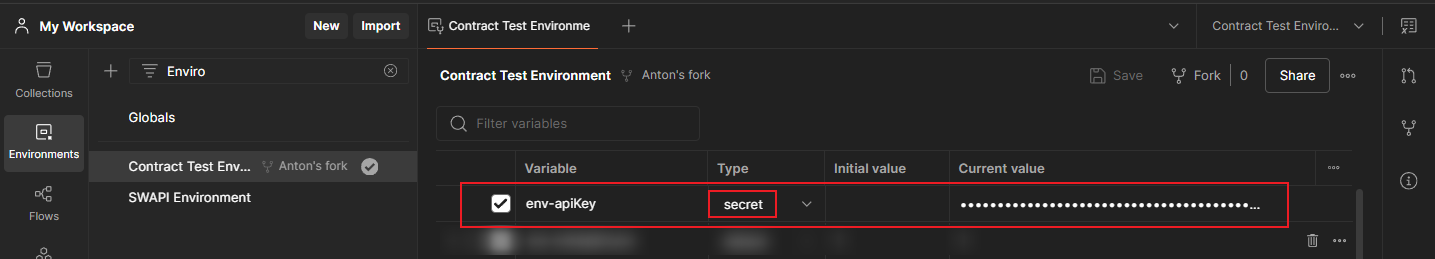 My Workspace
New
Import
Contract Test Environme
Contract Test Enviro...
Collections
Environments
Flows
Enviro
Globals
Contract Test Env... Anton's fork
SWAPI Environment
Contract Test Environment Anton's fork
Save
Fork 0
Share
Filter variables
Variable Type Initial value Current value
env-apiKey secret ••••••••••••••••••••••••••••••••••••••••...